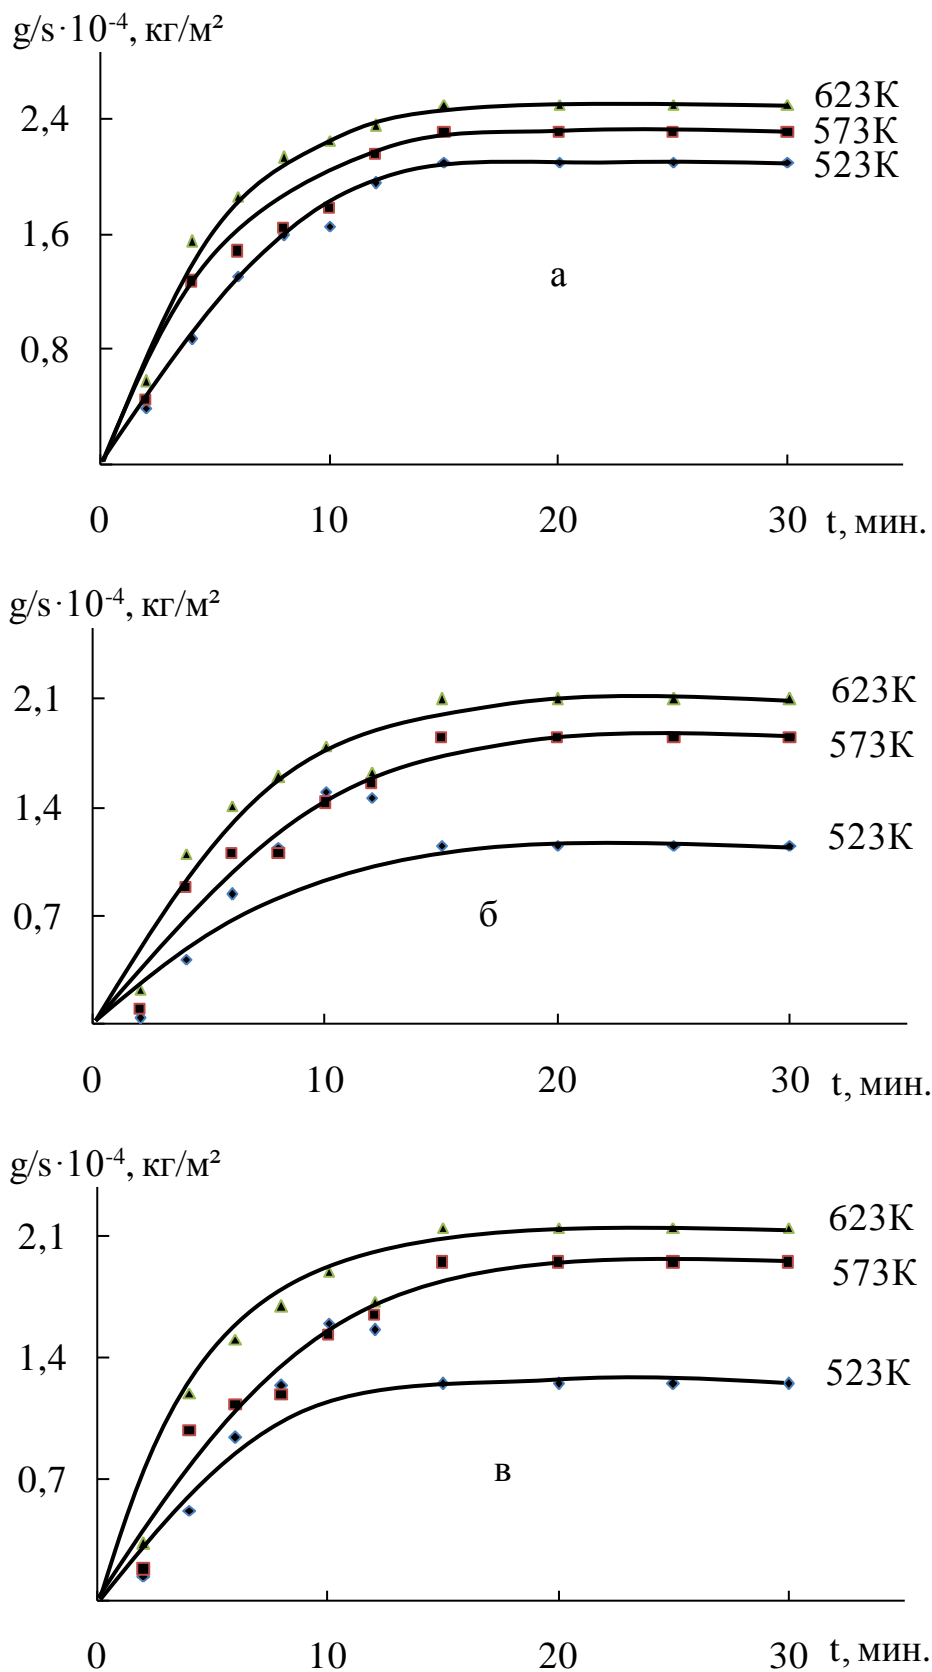 g/s·10⁻⁴, кг/м²
623К
2,4
573К
523К
1,6
а
0,8
0 10 20 30 t, мин.
g/s·10⁻⁴, кг/м²
2,1
623К
573К
1,4
523К
0,7
б
0 10 20 30 t, мин.
g/s·10⁻⁴, кг/м²
2,1
623К
573К
1,4
523К
0,7
в
0 10 20 30 t, мин.